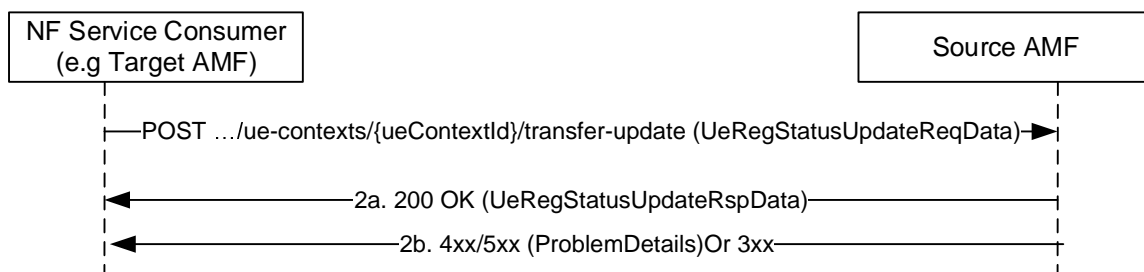 NF Service Consumer
(e.g Target AMF)
Source AMF
POST …/ue-contexts/{ueContextId}/transfer-update (UeRegStatusUpdateReqData)
2a. 200 OK (UeRegStatusUpdateRspData)
2b. 4xx/5xx (ProblemDetails)Or 3xx